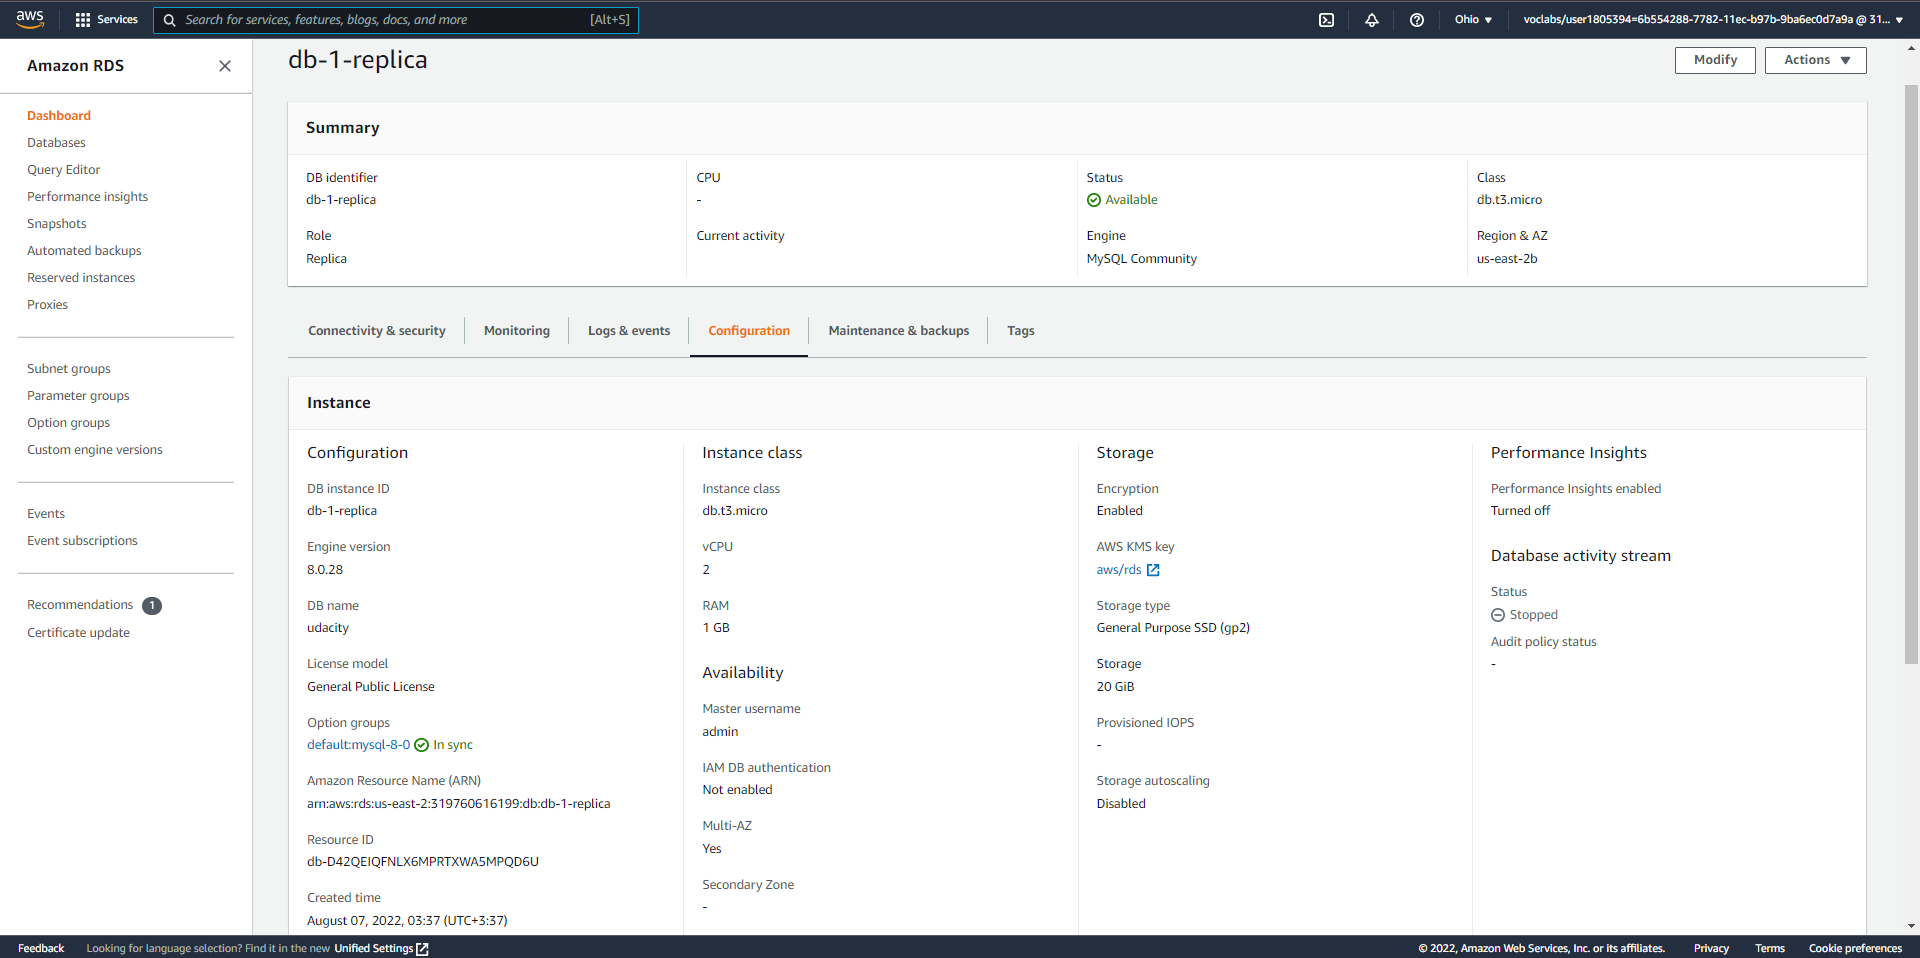 aws
Services
Search for services, features, blogs, docs, and more
[Alt+S]
Ohio ▼
voclabs/user1805394=6b554288-7782-11ec-b97b-9ba6ec0d7a9a @ 31... ▼
Amazon RDS
Dashboard
Databases
Query Editor
Performance insights
Snapshots
Automated backups
Reserved instances
Proxies
Subnet groups
Parameter groups
Option groups
Custom engine versions
Events
Event subscriptions
Recommendations 1
Certificate update
db-1-replica
Modify
Actions ▼
Summary
DB identifier
db-1-replica
Role
Replica
CPU
-
Current activity
Status
Available
Engine
MySQL Community
Class
db.t3.micro
Region & AZ
us-east-2b
Connectivity & security
Monitoring
Logs & events
Configuration
Maintenance & backups
Tags
Instance
Configuration
DB instance ID
db-1-replica
Engine version
8.0.28
DB name
udacity
License model
General Public License
Option groups
default:mysql-8-0 In sync
Amazon Resource Name (ARN)
arn:aws:rds:us-east-2:319760616199:db:db-1-replica
Resource ID
db-D42QEIQFNLX6MPRTXWA5MPQD6U
Created time
August 07, 2022, 03:37 (UTC+3:37)
Instance class
Instance class
db.t3.micro
vCPU
2
RAM
1 GB
Availability
Master username
admin
IAM DB authentication
Not enabled
Multi-AZ
Yes
Secondary Zone
-
Storage
Encryption
Enabled
AWS KMS key
aws/rds
Storage type
General Purpose SSD (gp2)
Storage
20 GiB
Provisioned IOPS
-
Storage autoscaling
Disabled
Performance Insights
Performance Insights enabled
Turned off
Database activity stream
Status
Stopped
Audit policy status
-
Feedback
Looking for language selection? Find it in the new Unified Settings
© 2022, Amazon Web Services, Inc. or its affiliates.
Privacy
Terms
Cookie preferences